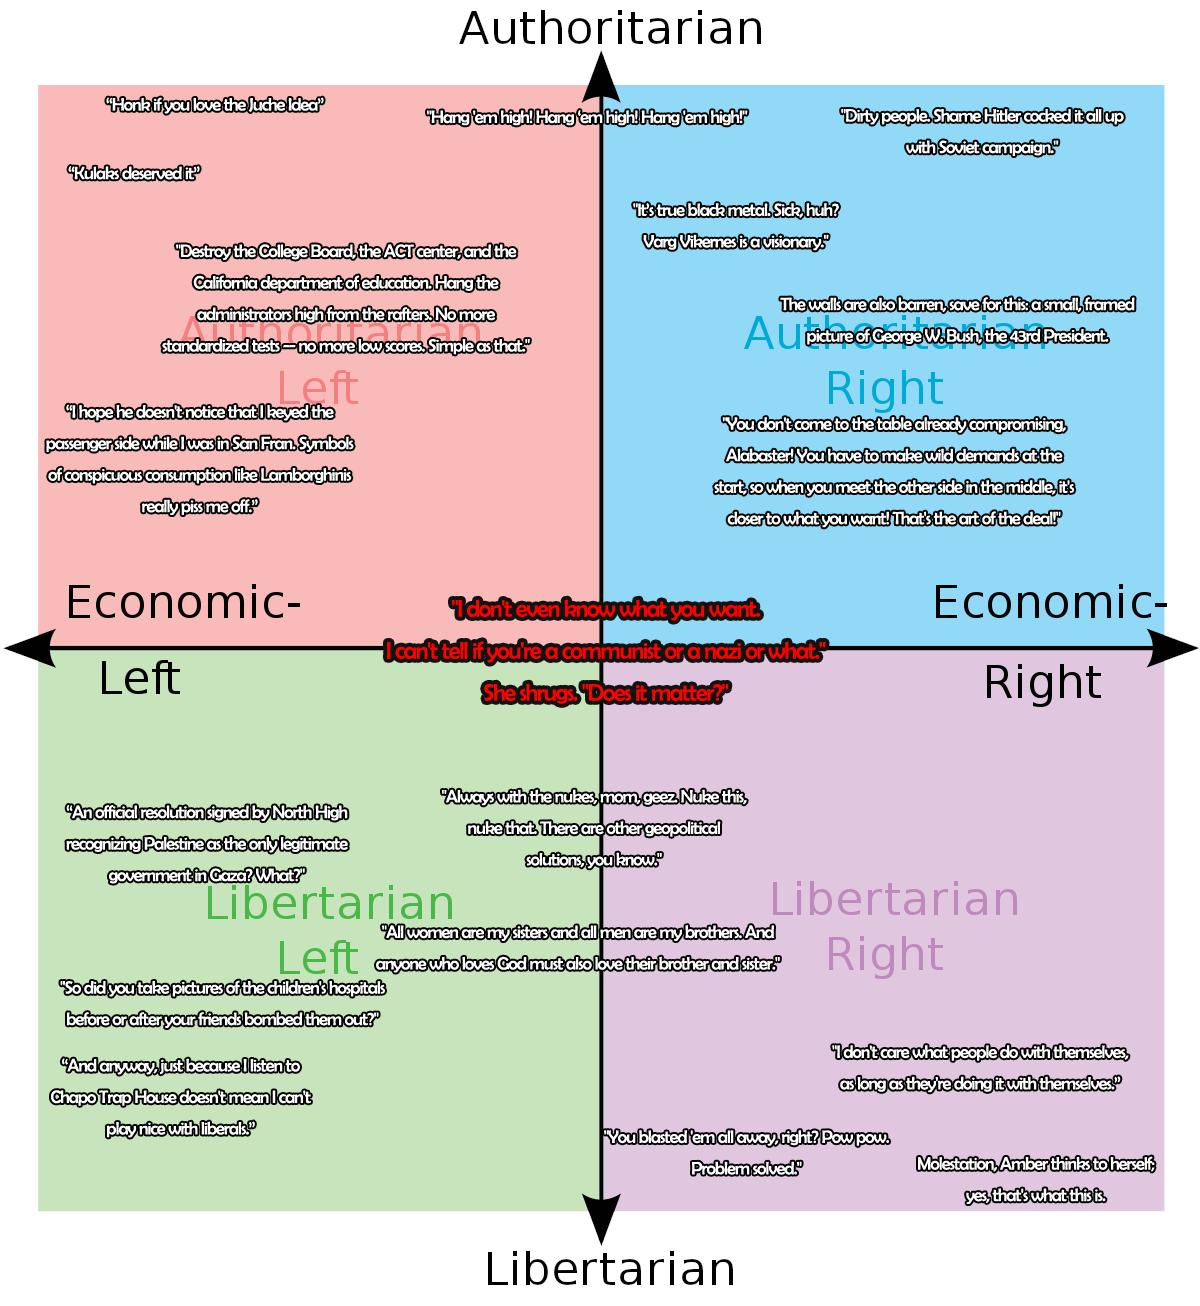 Authoritarian
“Honk if you love the Juche Idea”
"Hang 'em high! Hang 'em high! Hang 'em high!"
"Dirty people. Shame Hitler cocked it all up
with Soviet campaign."
“Kulaks deserved it”
"It's true black metal. Sick, huh?
Varg Vikernes is a visionary."
"Destroy the College Board, the ACT center, and the
California department of education. Hang the
administrators high from the rafters. No more
standardized tests — no more low scores. Simple as that."
Authoritarian
Left
The walls are also barren, save for this: a small, framed
picture of George W. Bush, the 43rd President.
Authoritarian
Right
“I hope he doesn't notice that I keyed the
passenger side while I was in San Fran. Symbols
of conspicuous consumption like Lamborghinis
really piss me off.”
"You don't come to the table already compromising,
Alabaster! You have to make wild demands at the
start, so when you meet the other side in the middle, it's
closer to what you want! That's the art of the deal!"
Economic-
Left
"I don't even know what you want.
I can't tell if you're a communist or a nazi or what."
She shrugs. "Does it matter?"
Economic-
Right
“An official resolution signed by North High
recognizing Palestine as the only legitimate
government in Gaza? What?”
"Always with the nukes, mom, geez. Nuke this,
nuke that. There are other geopolitical
solutions, you know."
Libertarian
Left
Libertarian
Right
"All women are my sisters and all men are my brothers. And
anyone who loves God must also love their brother and sister."
"So did you take pictures of the children's hospitals
before or after your friends bombed them out?"
“And anyway, just because I listen to
Chapo Trap House doesn't mean I can't
play nice with liberals.”
"I don't care what people do with themselves,
as long as they're doing it with themselves.”
"You blasted 'em all away, right? Pow pow.
Problem solved."
Molestation, Amber thinks to herself;
yes, that's what this is.
Libertarian